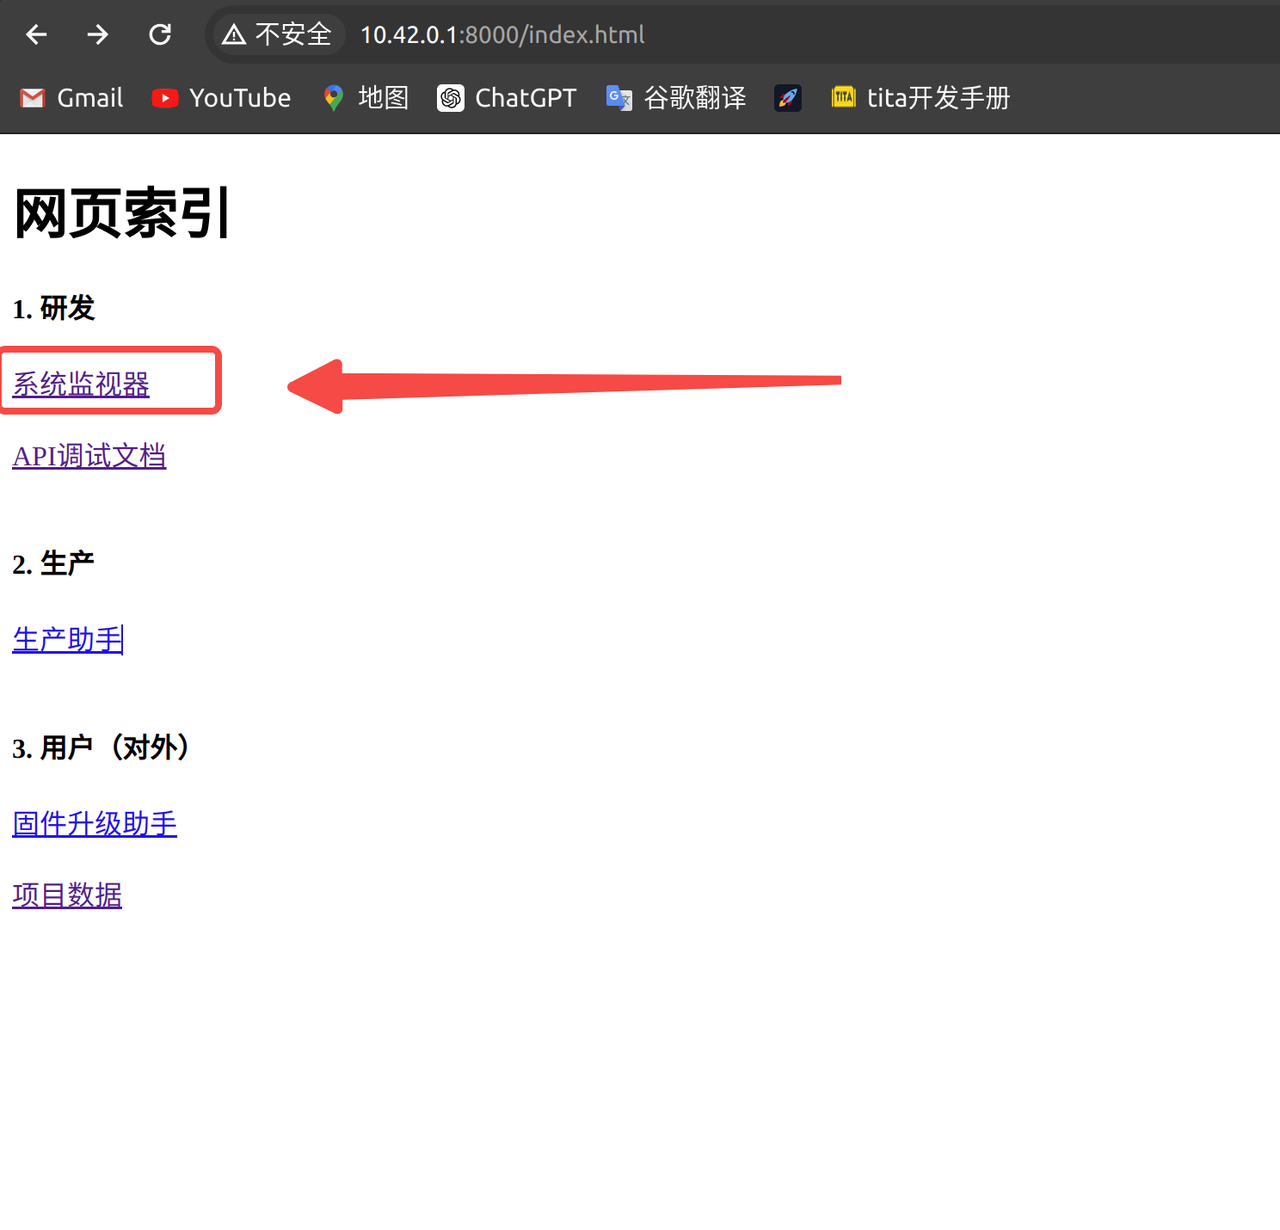 不安全 10.42.0.1:8000/index.html
Gmail YouTube 地图 ChatGPT 谷歌翻译 TITA tita开发手册
网页索引
1. 研发
系统监视器
API调试文档
2. 生产
生产助手
3. 用户（对外）
固件升级助手
项目数据